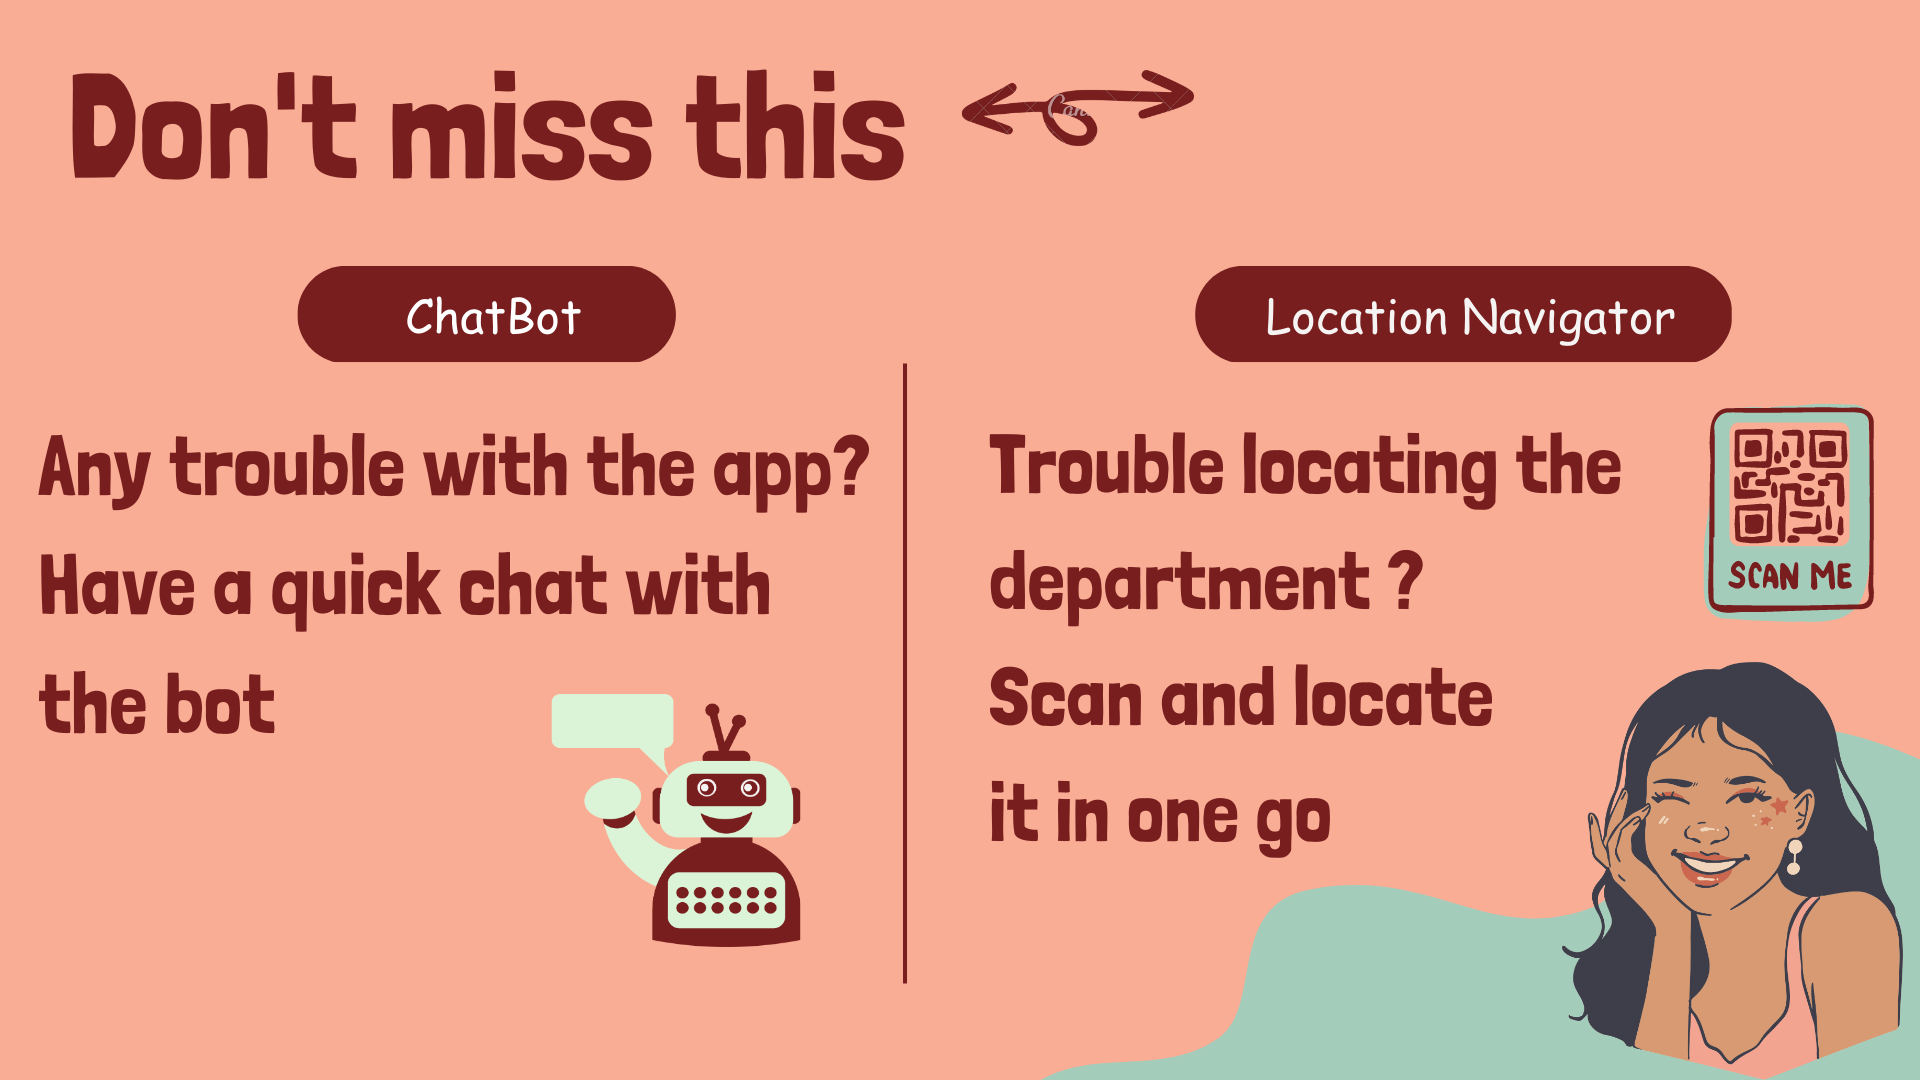 Don't miss this
ChatBot
Any trouble with the app?
Have a quick chat with
the bot
Location Navigator
Trouble locating the
department ?
Scan and locate
it in one go
SCAN ME